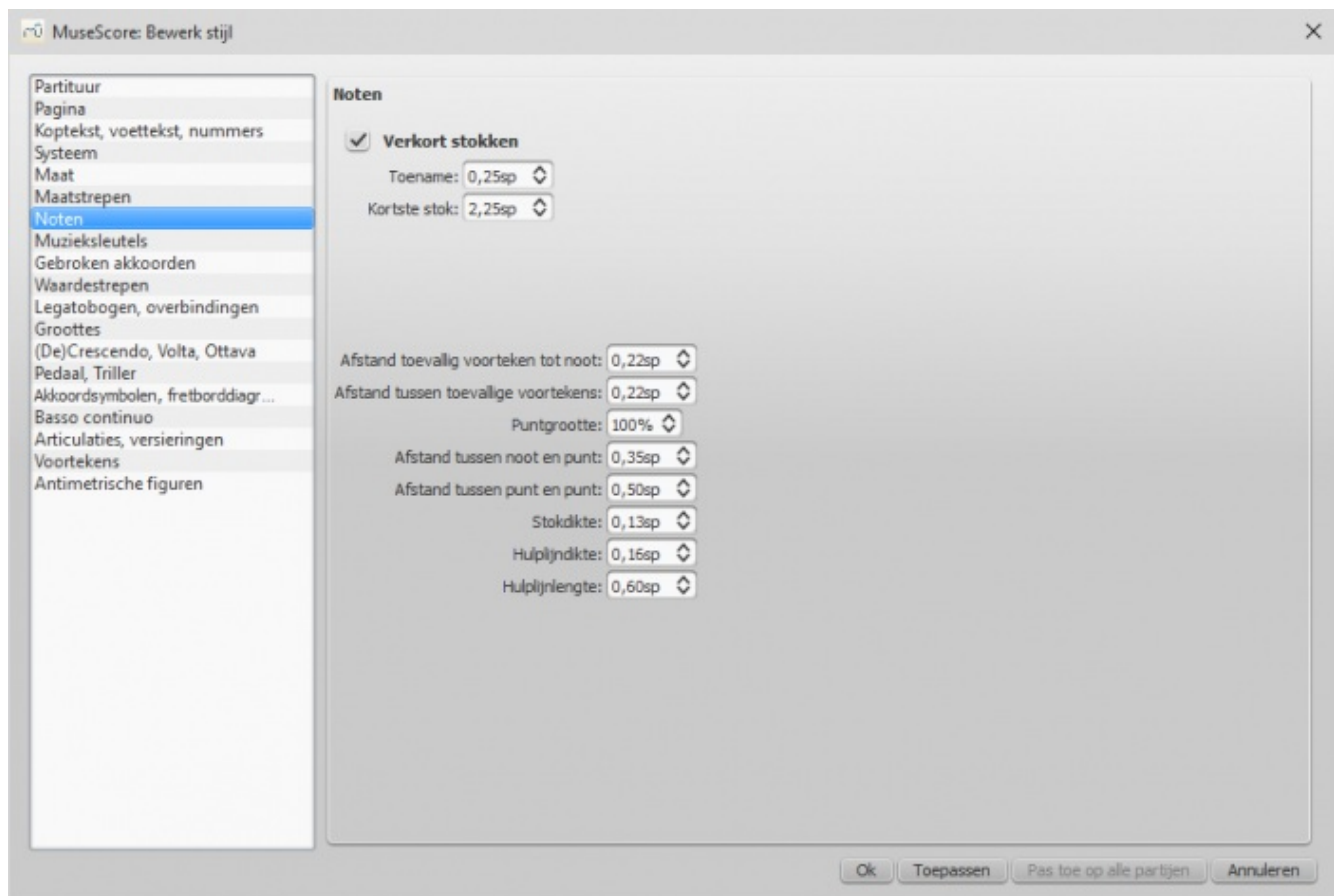 MuseScore: Bewerk stijl
Partituur
Pagina
Koptekst, voettekst, nummers
Systeem
Maat
Maatstrepen
Noten
Muzieksleutels
Gebroken akkoorden
Waardestrepen
Legatobogen, overbindingen
Groottes
(De)Crescendo, Volta, Ottava
Pedaal, Triller
Akkoordsymbolen, fretborddiagr...
Basso continuo
Articulaties, versieringen
Voortekens
Antimetrische figuren
Noten
Verkort stokken
Toename: 0,25sp
Kortste stok: 2,25sp
Afstand toevallig voorteken tot noot: 0,22sp
Afstand tussen toevallige voortekens: 0,22sp
Puntgrootte: 100%
Afstand tussen noot en punt: 0,35sp
Afstand tussen punt en punt: 0,50sp
Stokdikte: 0,13sp
Hulplijndikte: 0,16sp
Hulplijnlengte: 0,60sp
Ok Toepassen Pas toe op alle partijen Annuleren